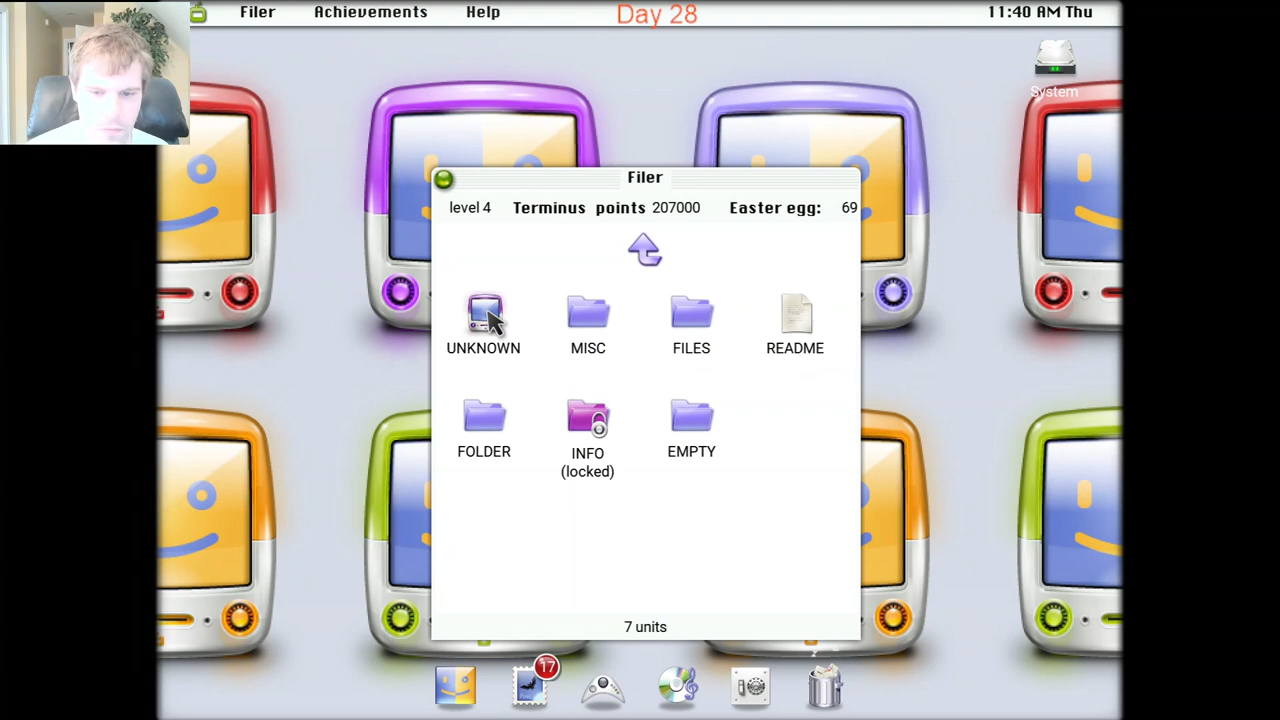 Filer Achievements Help Day 28 11:40 AM Thu
System
Filer
level 4 Terminus points 207000 Easter egg: 69
UNKNOWN MISC FILES README
FOLDER INFO (locked) EMPTY
7 units
17